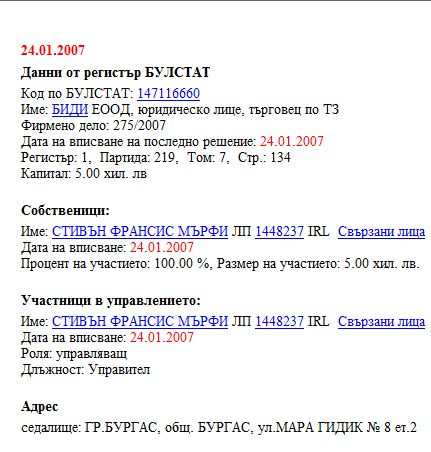 24.01.2007
Данни от регистър БУЛСТАТ
Код по БУЛСТАТ: 147116660
Име: БИДИ ЕООД, юридическо лице, търговец по ТЗ
Фирмено дело: 275/2007
Дата на вписване на последно решение: 24.01.2007
Регистър: 1, Партида: 219, Том: 7, Стр.: 134
Капитал: 5.00 хил. лв
Собственици:
Име: СТИВЪН ФРАНСИС МЪРФИ ЛП 1448237 IRL Свързани лица
Дата на вписване: 24.01.2007
Процент на участието: 100.00 %, Размер на участието: 5.00 хил. лв.
Участници в управлението:
Име: СТИВЪН ФРАНСИС МЪРФИ ЛП 1448237 IRL Свързани лица
Дата на вписване: 24.01.2007
Роля: управляващ
Длъжност: Управител
Адрес
седалище: ГР.БУРГАС, общ. БУРГАС, ул.МАРА ГИДИК № 8 ет.2